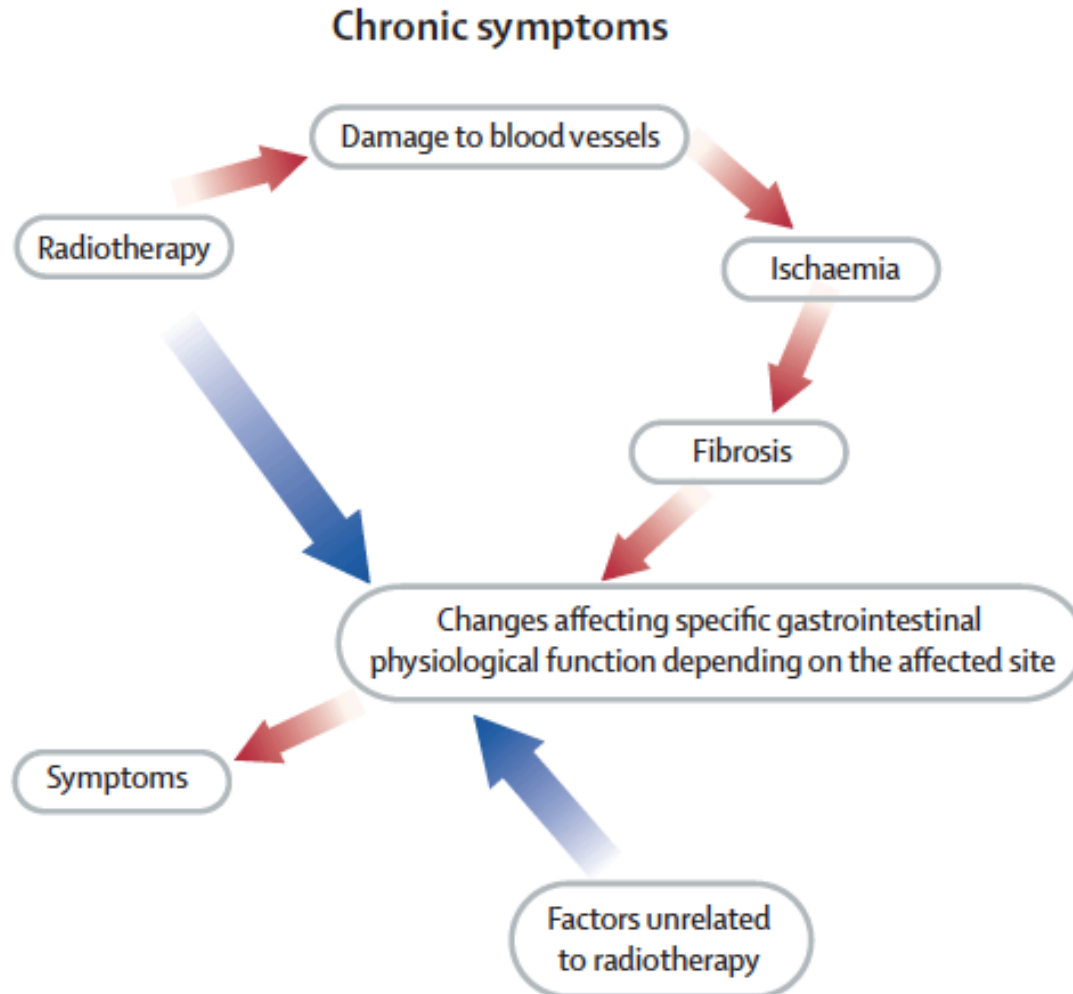 Chronic symptoms
Damage to blood vessels
Radiotherapy
Ischaemia
Fibrosis
Changes affecting specific gastrointestinal
physiological function depending on the affected site
Symptoms
Factors unrelated
to radiotherapy